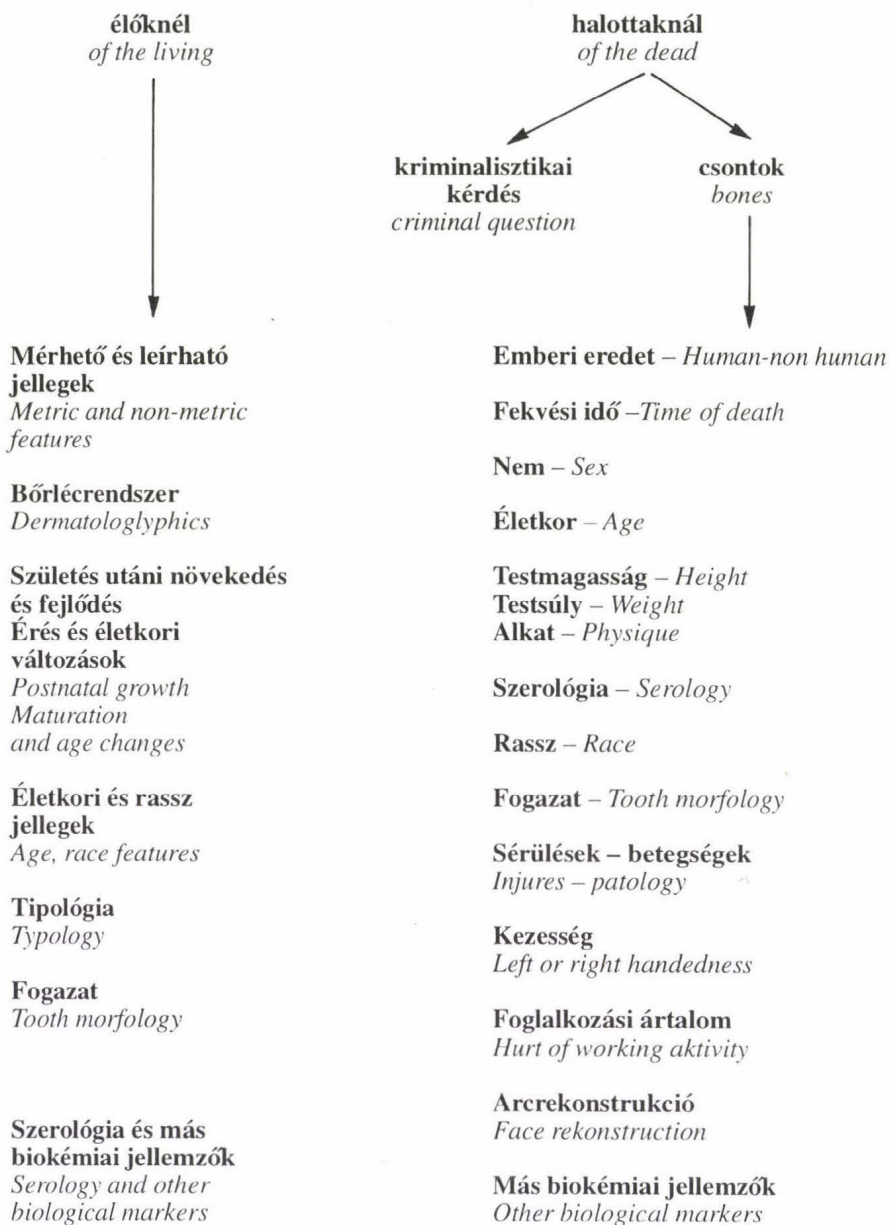 élőknél
of the living
halottaknál
of the dead
kriminalisztikai
kérdés
criminal question
csontok
bones
Mérhető és leírható
jellegek
Metric and non-metric
features
Bőrlécrendszer
Dermatologlyphics
Születés utáni növekedés
és fejlődés
Érés és életkori
változások
Postnatal growth
Maturation
and age changes
Életkori és rassz
jellegek
Age, race features
Tipológia
Typology
Fogazat
Tooth morfology
Szerológia és más
biokémiai jellemzők
Serology and other
biological markers
Emberi eredet – Human-non human
Fekvési idő –Time of death
Nem – Sex
Életkor – Age
Testmagasság – Height
Testsúly – Weight
Alkat – Physique
Szerológia – Serology
Rassz – Race
Fogazat – Tooth morfology
Sérülések – betegségek
Injures – patology
Kezesség
Left or right handedness
Foglalkozási ártalom
Hurt of working aktivity
Arcrekonstrukció
Face rekonstruction
Más biokémiai jellemzők
Other biological markers